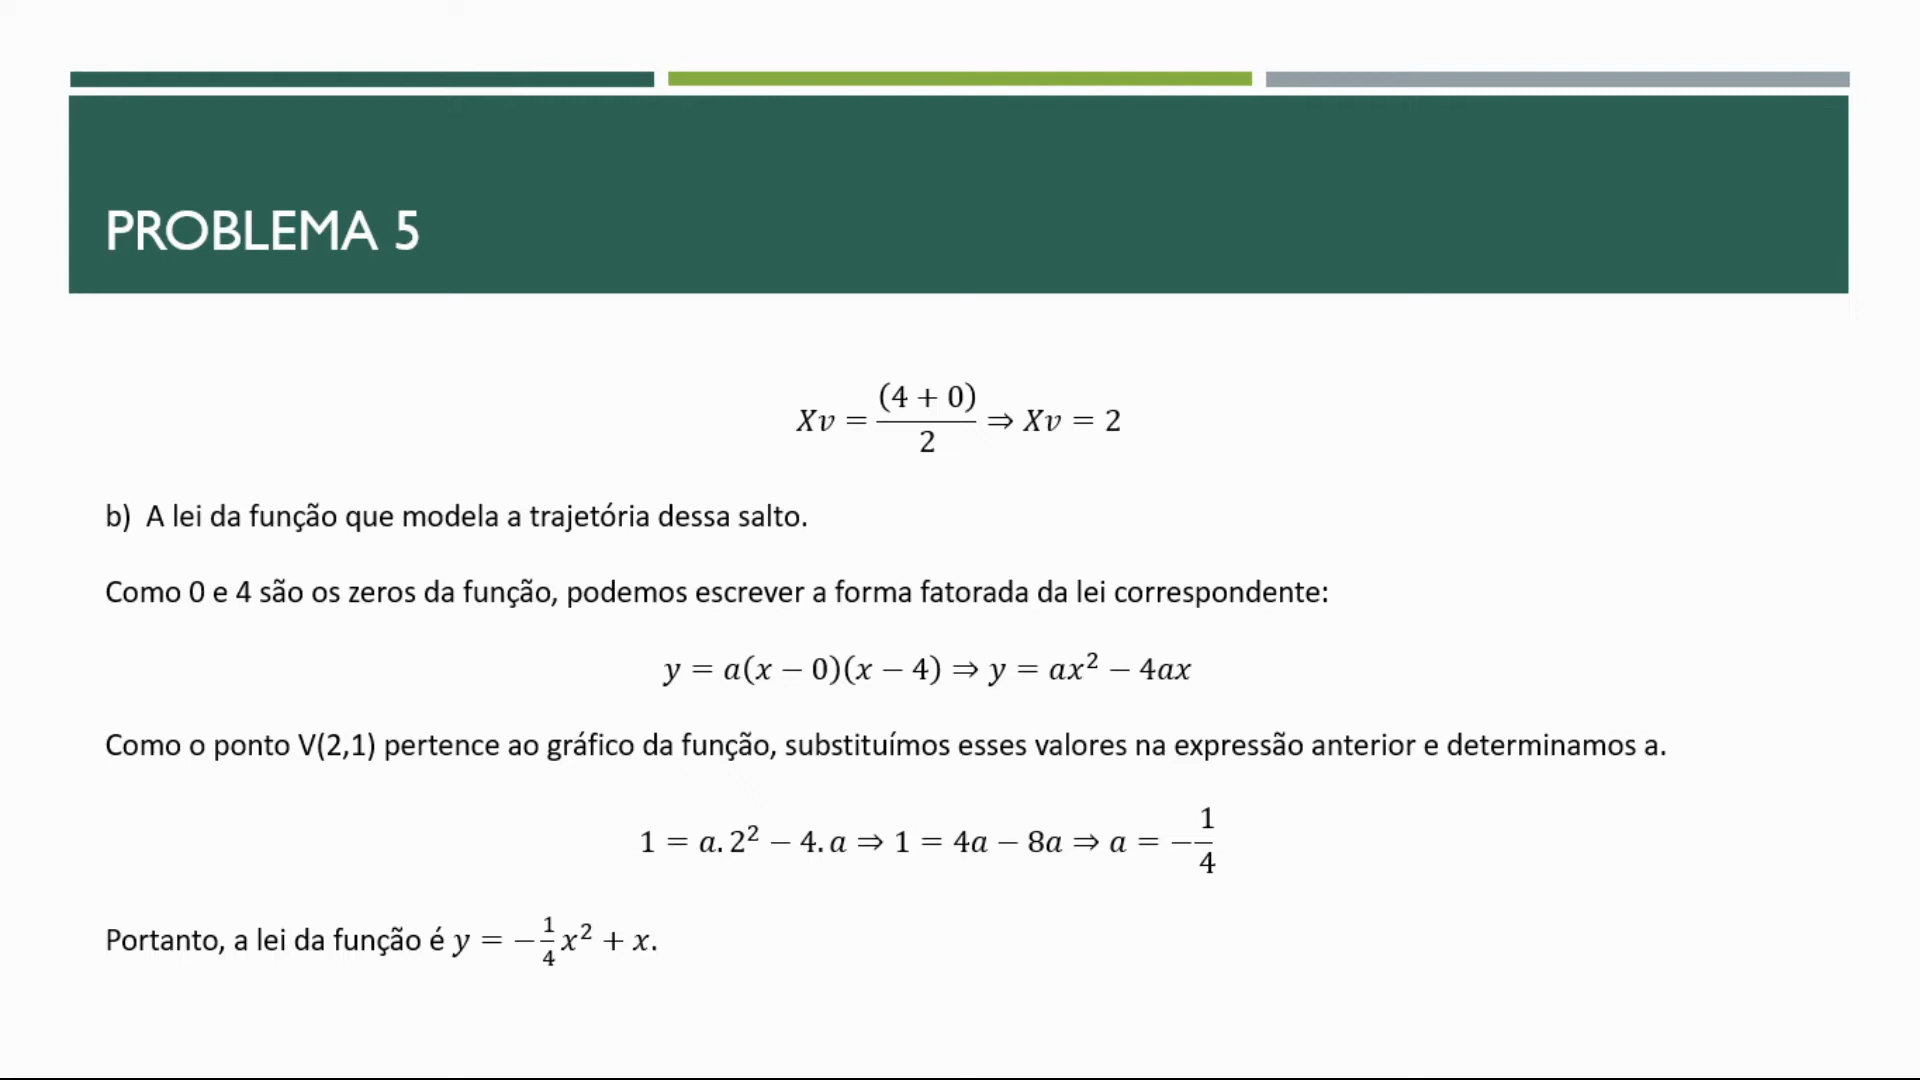 PROBLEMA 5
Xv = (4 + 0)/2 ⇒ Xv = 2
b) A lei da função que modela a trajetória dessa salto.
Como 0 e 4 são os zeros da função, podemos escrever a forma fatorada da lei correspondente:
y = a(x − 0)(x − 4) ⇒ y = ax² − 4ax
Como o ponto V(2,1) pertence ao gráfico da função, substituímos esses valores na expressão anterior e determinamos a.
1 = a. 2² − 4. a ⇒ 1 = 4a − 8a ⇒ a = −1/4
Portanto, a lei da função é y = −1/4 x² + x.